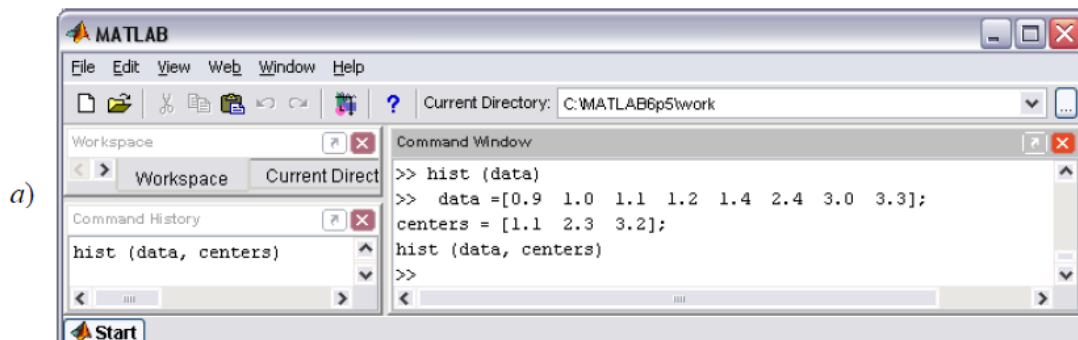 MATLAB
File Edit View Web Window Help
? Current Directory: C:\MATLAB6p5\work ...
a)
Workspace
Workspace Current Direct
Command History
hist (data, centers)
Command Window
>> hist (data)
>> data =[0.9 1.0 1.1 1.2 1.4 2.4 3.0 3.3];
centers = [1.1 2.3 3.2];
hist (data, centers)
>>
Start